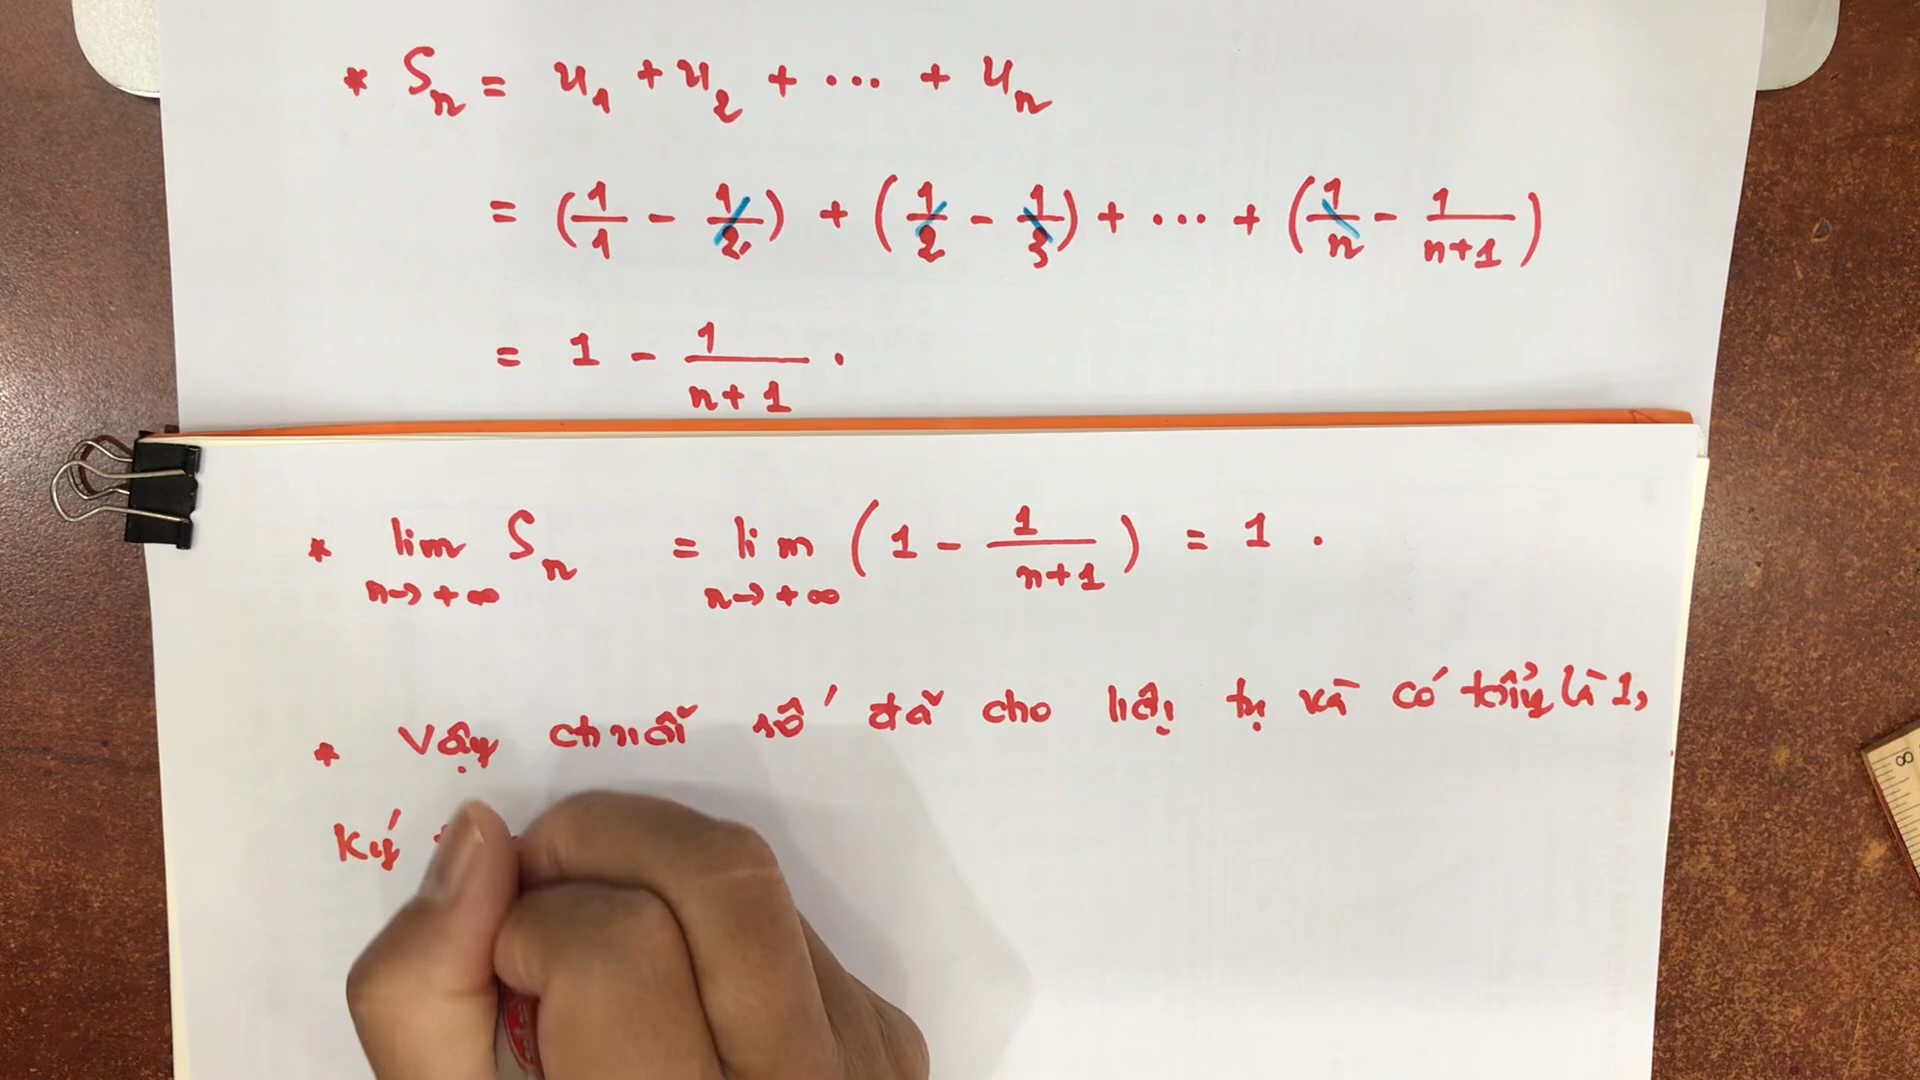 * Sn = u1 + u2 + ... + un
= (1/1 - 1/2) + (1/2 - 1/3) + ... + (1/n - 1/(n+1))
= 1 - 1/(n+1) .
* lim n→+∞ Sn = lim n→+∞ (1 - 1/(n+1)) = 1 .
* Vậy chuỗi số đã cho hội tụ và có tổng là 1,
Ký
8